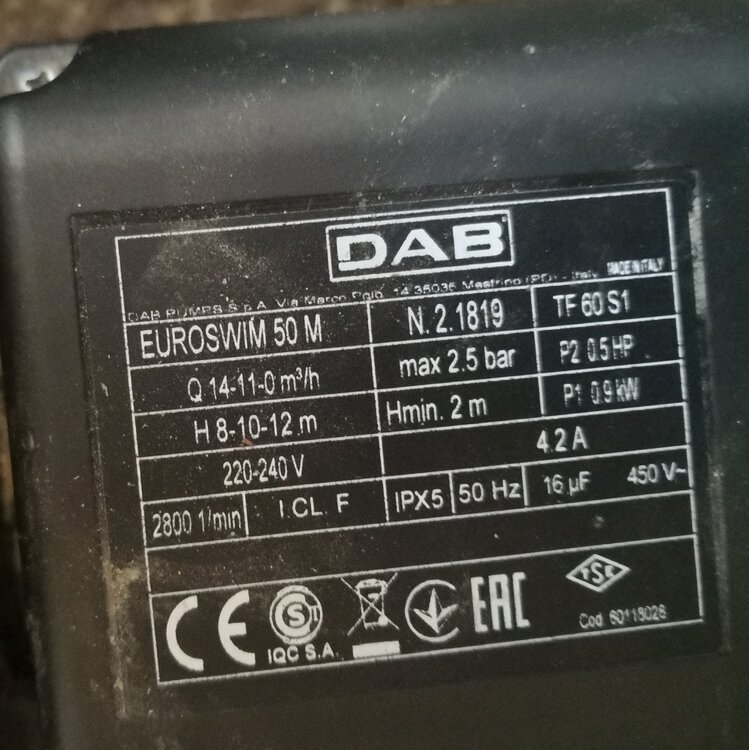 DAB
DAB PUMPS S.p.A. Via Marco Polo, 14 35035 Mestrino (PD) - Italy MADE IN ITALY
EUROSWIM 50 M N. 2.1819 TF 60 S1
Q 14-11-0 m³/h max 2.5 bar P2 0.5 HP
H 8-10-12 m Hmin. 2 m P1 0.9 kW
220-240 V 4.2 A
2800 1/min I.CL. F IPX5 50 Hz 16 µF 450 V~
CE S IQC S.A. EAC TSE
Cod. 60118028